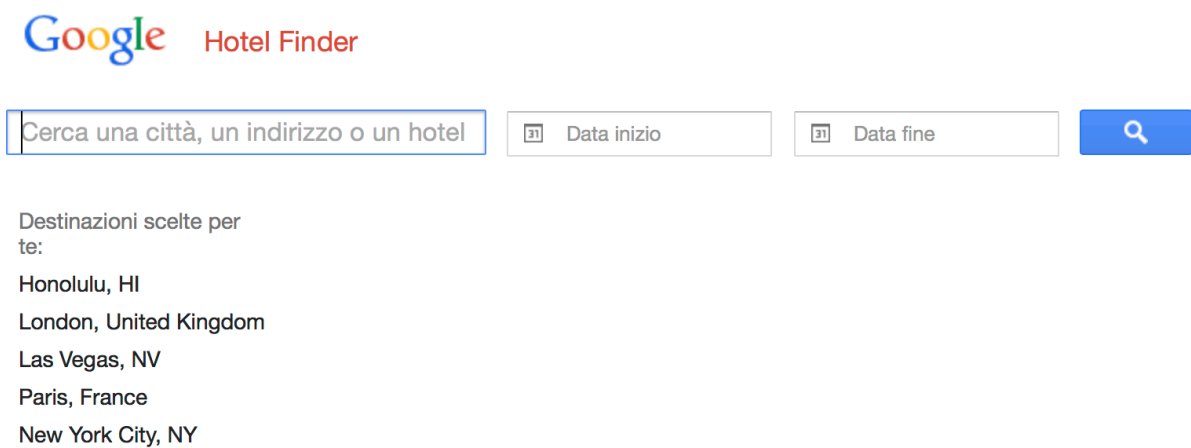 Google Hotel Finder
Cerca una città, un indirizzo o un hotel 31 Data inizio 31 Data fine
Destinazioni scelte per
te:
Honolulu, HI
London, United Kingdom
Las Vegas, NV
Paris, France
New York City, NY